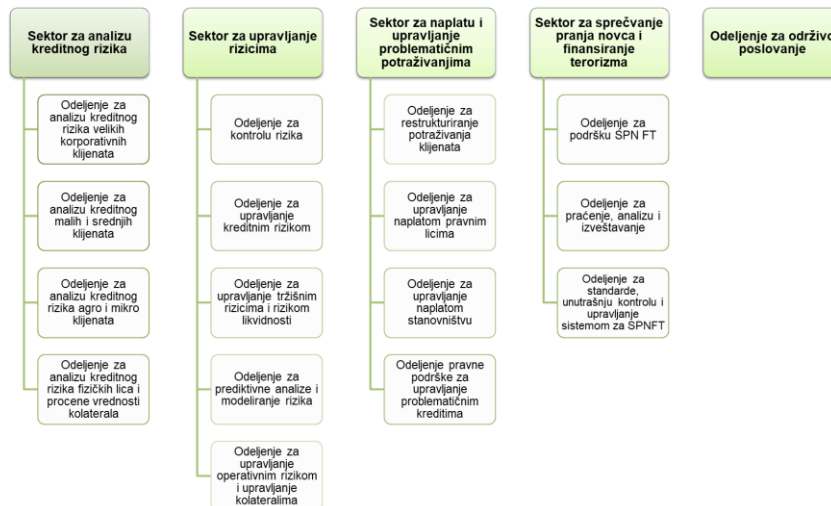 Sektor za analizu
kreditnog rizika
Odeljenje za
analizu kreditnog
rizika velikih
korporativnih
klijenata
Odeljenje za
analizu kreditnog
malih i srednjih
klijenata
Odeljenje za
analizu kreditnog
rizika agro i mikro
klijenata
Odeljenje za
analizu kreditnog
rizika fizičkih lica i
procene vrednosti
kolaterala
Sektor za upravljanje
rizicima
Odeljenje za
kontrolu rizika
Odeljenje za
upravljanje
kreditnim rizikom
Odeljenje za
upravljanje tržišnim
rizicima i rizikom
likvidnosti
Odeljenje za
prediktivne analize i
modeliranje rizika
Odeljenje za
upravljanje
operativnim rizikom
i upravljanje
kolateralima
Sektor za naplatu i
upravljanje
problematičnim
potraživanjima
Odeljenje za
restrukturiranje
potraživanja
klijenata
Odeljenje za
upravljanje
naplatom pravnim
licima
Odeljenje za
upravljanje
naplatom
stanovništvu
Odeljenje pravne
podrške za
upravljanje
problematičnim
kreditima
Sektor za sprečvanje
pranja novca i
finansiranje
terorizma
Odeljenje za
podršku SPN FT
Odeljenje za
praćenje, analizu i
izveštavanje
Odeljenje za
standarde,
unutrašnju kontrolu i
upravljanje
sistemom za SPNFT
Odeljenje za održivo
poslovanje